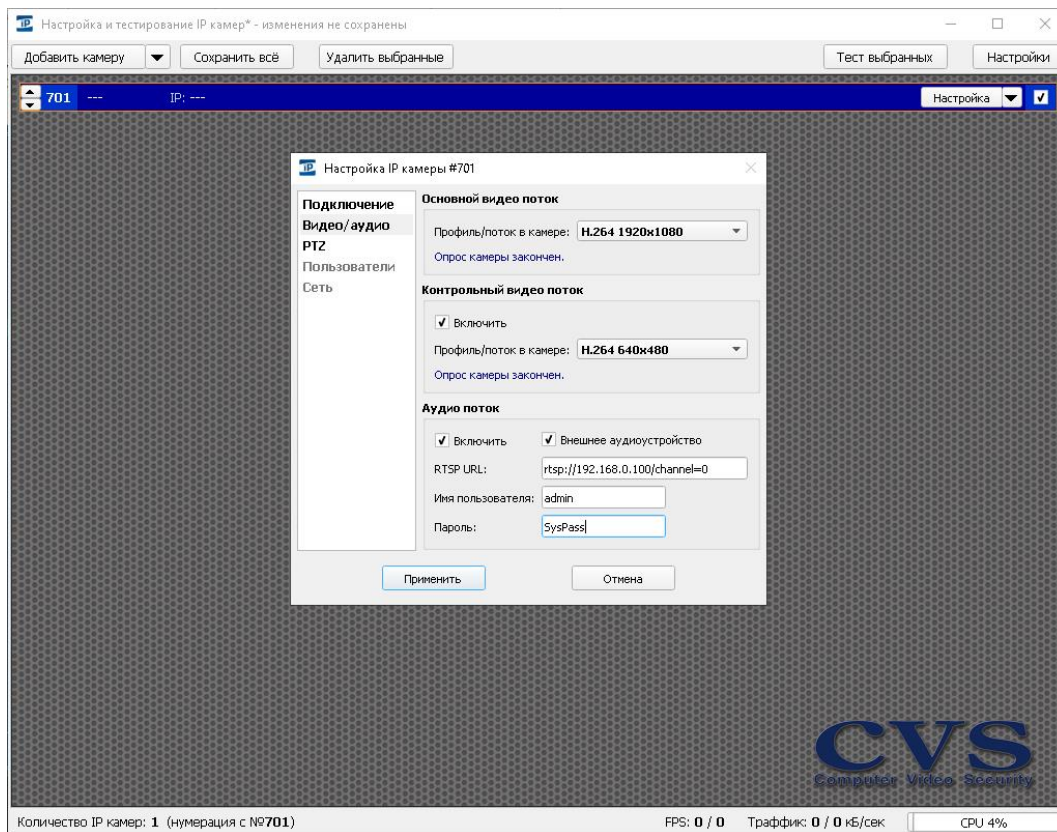 Настройка и тестирование IP камер* - изменения не сохранены
Добавить камеру Сохранить всё Удалить выбранные Тест выбранных Настройки
701 --- IP: --- Настройка
Настройка IP камеры #701
Подключение
Видео/аудио
PTZ
Пользователи
Сеть
Основной видео поток
Профиль/поток в камере: H.264 1920x1080
Опрос камеры закончен.
Контрольный видео поток
Включить
Профиль/поток в камере: H.264 640x480
Опрос камеры закончен.
Аудио поток
Включить Внешнее аудиоустройство
RTSP URL: rtsp://192.168.0.100/channel=0
Имя пользователя: admin
Пароль: SysPass
Применить Отмена
CVS
Computer Video Security
Количество IP камер: 1 (нумерация с №701) FPS: 0 / 0 Траффик: 0 / 0 кБ/сек CPU 4%